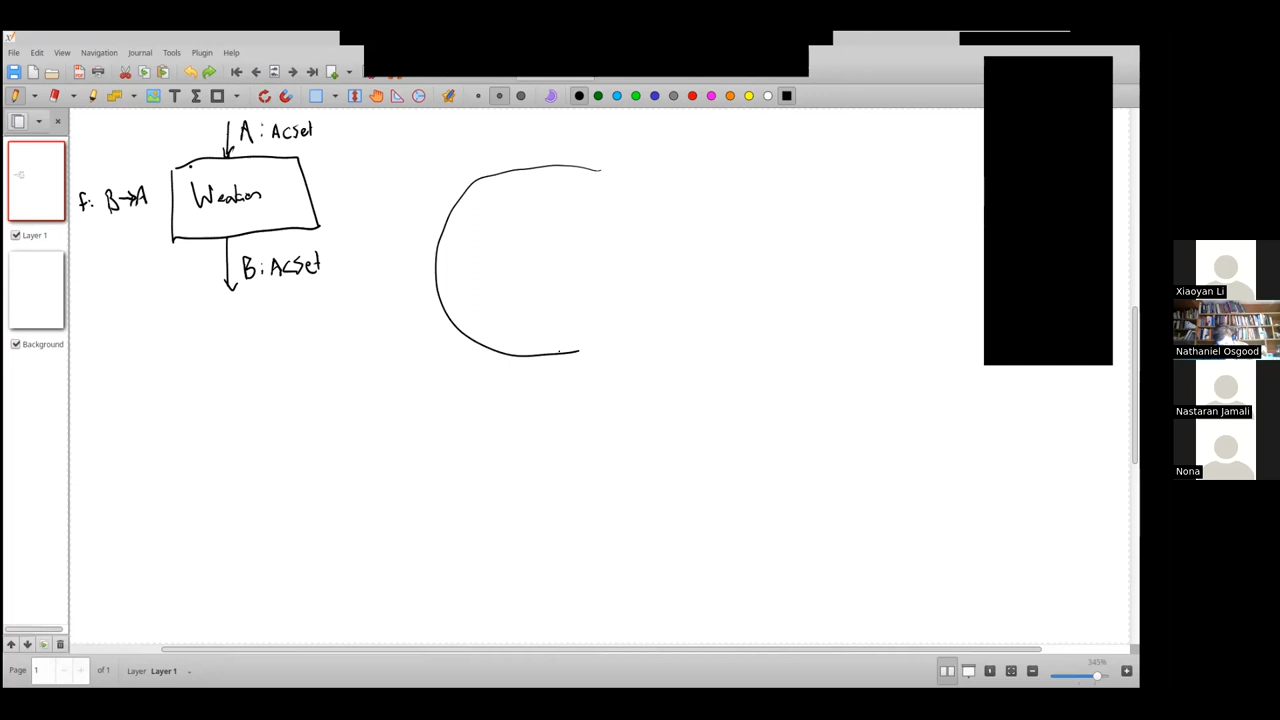 File Edit View Navigation Journal Tools Plugin Help
A : Acset
f: B→A
Weaken
B : Acset
Layer 1
Background
Page 1 of 1 Layer Layer 1
345%
Xiaoyan Li
Nathaniel Osgood
Nastaran Jamali
Nona